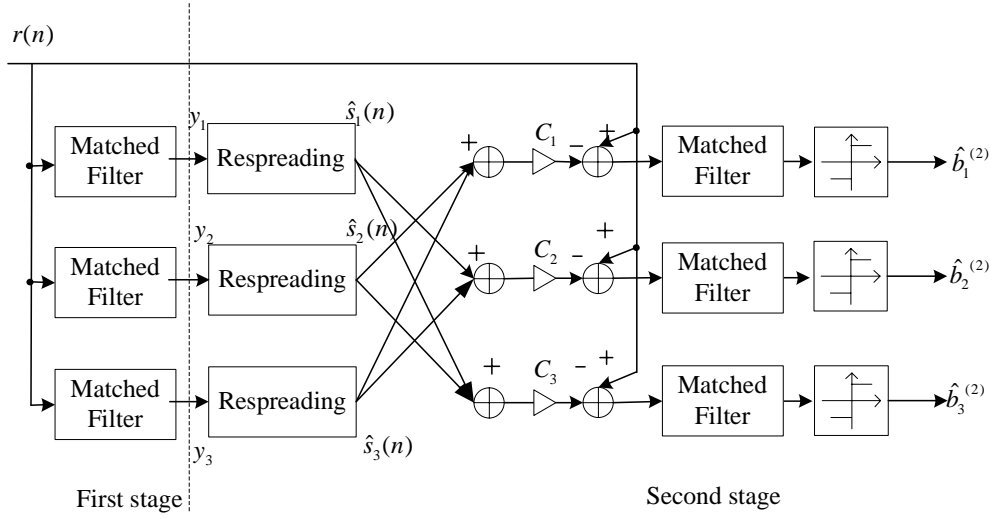 r(n)
y₁
ŝ₁(n)
Matched
Filter
Respreading
+
C₁
−
+
Matched
Filter
b̂₁⁽²⁾
y₂
ŝ₂(n)
Matched
Filter
Respreading
+
C₂
−
+
Matched
Filter
b̂₂⁽²⁾
Matched
Filter
Respreading
+
C₃
−
+
Matched
Filter
b̂₃⁽²⁾
y₃
ŝ₃(n)
First stage
Second stage